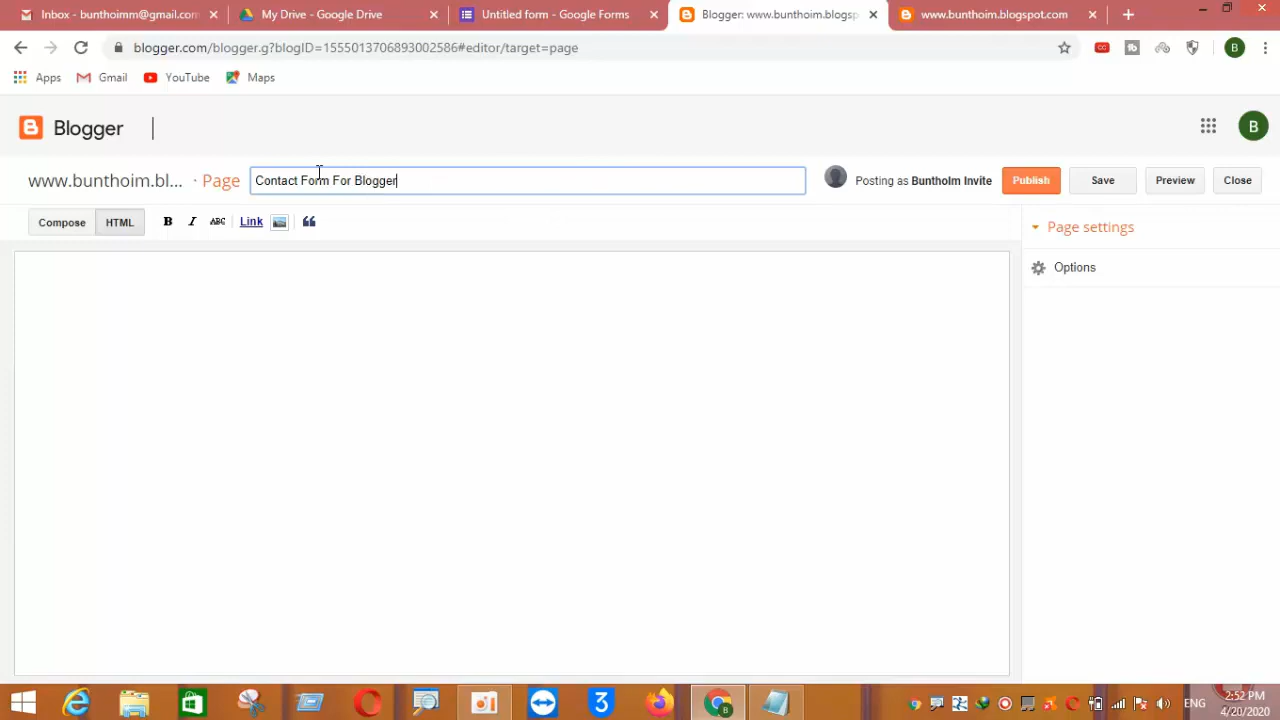 Inbox - bunthoimm@gmail.com
My Drive - Google Drive
Untitled form - Google Forms
Blogger: www.bunthoim.blogsp
www.bunthoim.blogspot.com
blogger.com/blogger.g?blogID=1555013706893002586#editor/target=page
B
Apps
Gmail
YouTube
Maps
Blogger
B
www.bunthoim.bl... · Page
Contact Form For Blogger
Posting as Buntholm Invite
Publish
Save
Preview
Close
Compose
HTML
B
I
ABC
Link
Page settings
Options
ENG
2:52 PM
4/20/2020